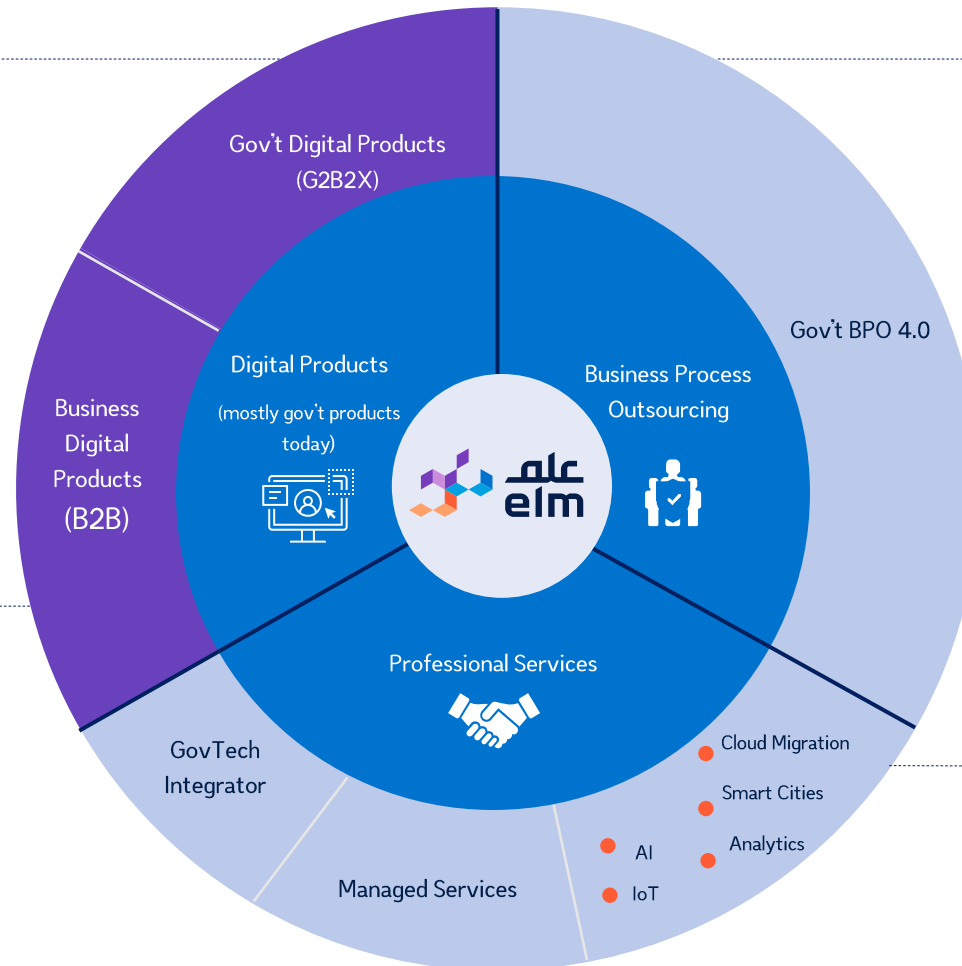 Gov't Digital Products
(G2B2X)
Gov't BPO 4.0
Digital Products
(mostly gov't products
today)
Business Process
Outsourcing
Business
Digital
Products
(B2B)
علم
elm
Professional Services
GovTech
Integrator
Managed Services
Cloud Migration
Smart Cities
Analytics
AI
IoT